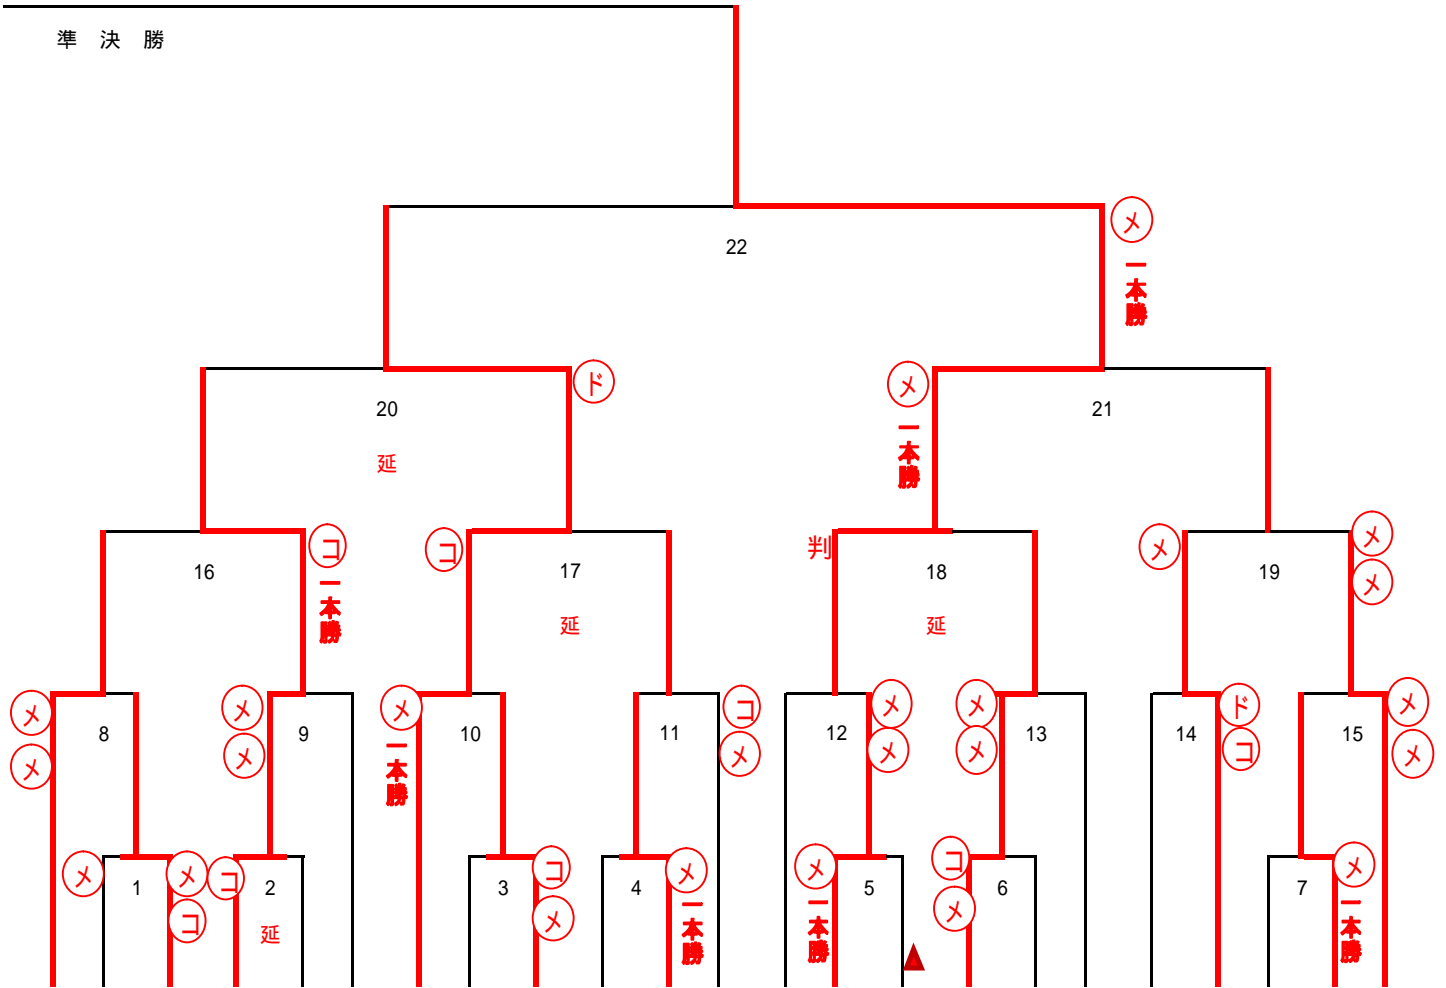 準 決 勝
メ
22
一本勝
ド
メ
20
21
一本勝
延
コ
コ
判
メ
メ
16
17
18
19
一本勝
メ
延
延
メ
メ
メ
コ
メ
メ
ド
メ
メ
8
9
10
11
12
13
14
15
メ
メ
一本勝
メ
メ
メ
コ
メ
メ
メ
コ
コ
メ
メ
コ
メ
1
2
3
4
5
6
7
コ
延
メ
一本勝
一本勝
メ
一本勝